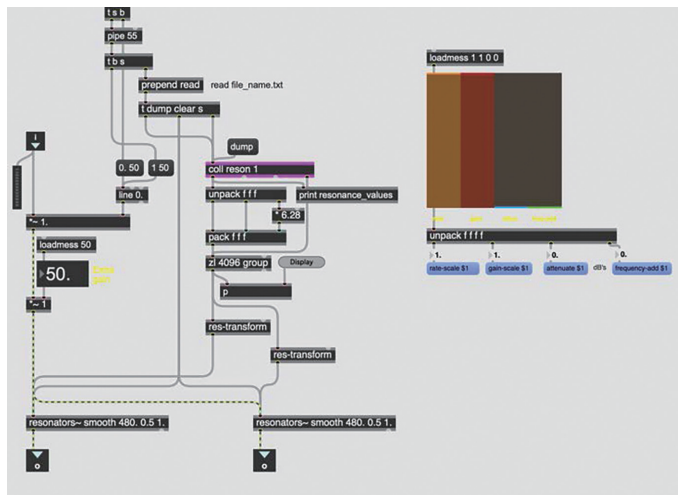 t s b
pipe 55
t b s
prepend read
read file_name.txt
t dump clear s
i
dump
0. 50
1 50
coll reson 1
line 0.
unpack f f f
print resonance_values
* 6.28
*~ 1.
pack f f f
loadmess 50
50.
zl 4096 group
Display
p
*~ 1
res-transform
res-transform
resonators~ smooth 480. 0.5 1.
resonators~ smooth 480. 0.5 1.
o
o
loadmess 1 1 0 0
unpack f f f f
1.
1.
0.
0.
rate-scale $1
gain-scale $1
attenuate $1
dB's
frequency-add $1